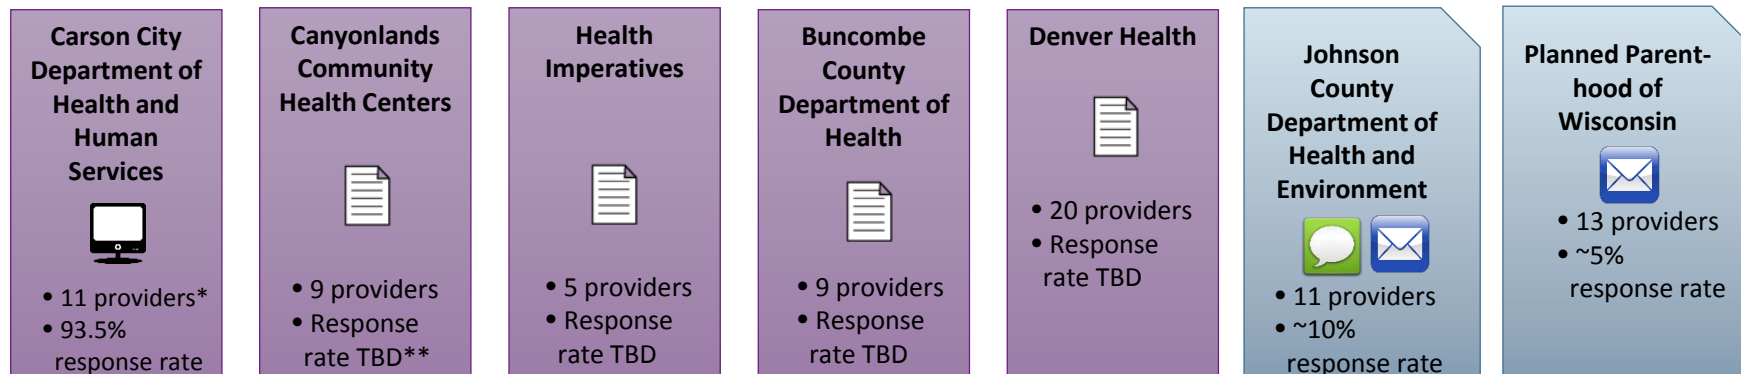 Carson City
Department of
Health and
Human
Services
• 11 providers*
• 93.5%
response rate
Canyonlands
Community
Health Centers
• 9 providers
• Response
rate TBD**
Health
Imperatives
• 5 providers
• Response
rate TBD
Buncombe
County
Department of
Health
• 9 providers
• Response
rate TBD
Denver Health
• 20 providers
• Response
rate TBD
Johnson
County
Department of
Health and
Environment
• 11 providers
• ~10%
response rate
Planned Parent-
hood of
Wisconsin
• 13 providers
• ~5%
response rate